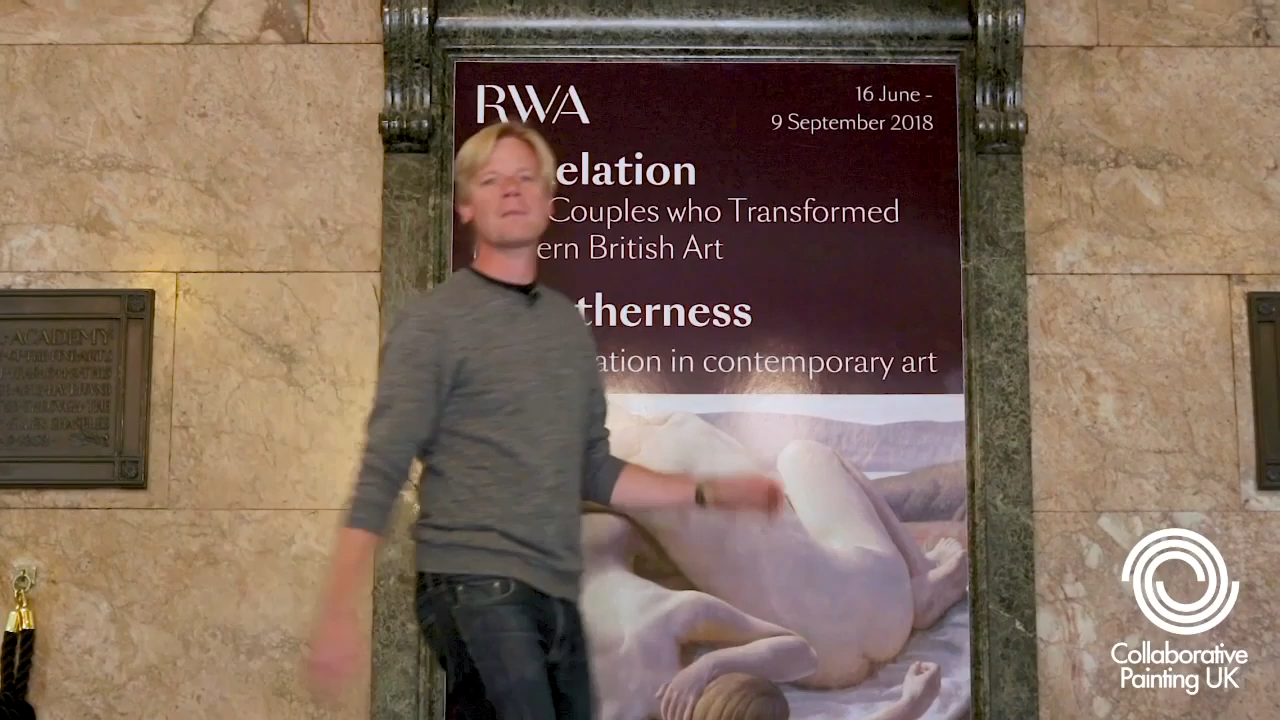 RWA
16 June -
9 September 2018
elation
Couples who Transformed
ern British Art
therness
ation in contemporary art
ACADEMY
Collaborative
Painting UK